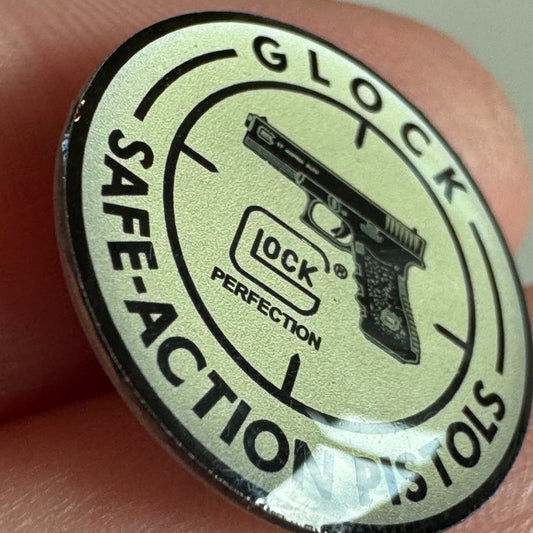 GLOCK
GLOCK ®
PERFECTION
SAFE-ACTION PISTOLS